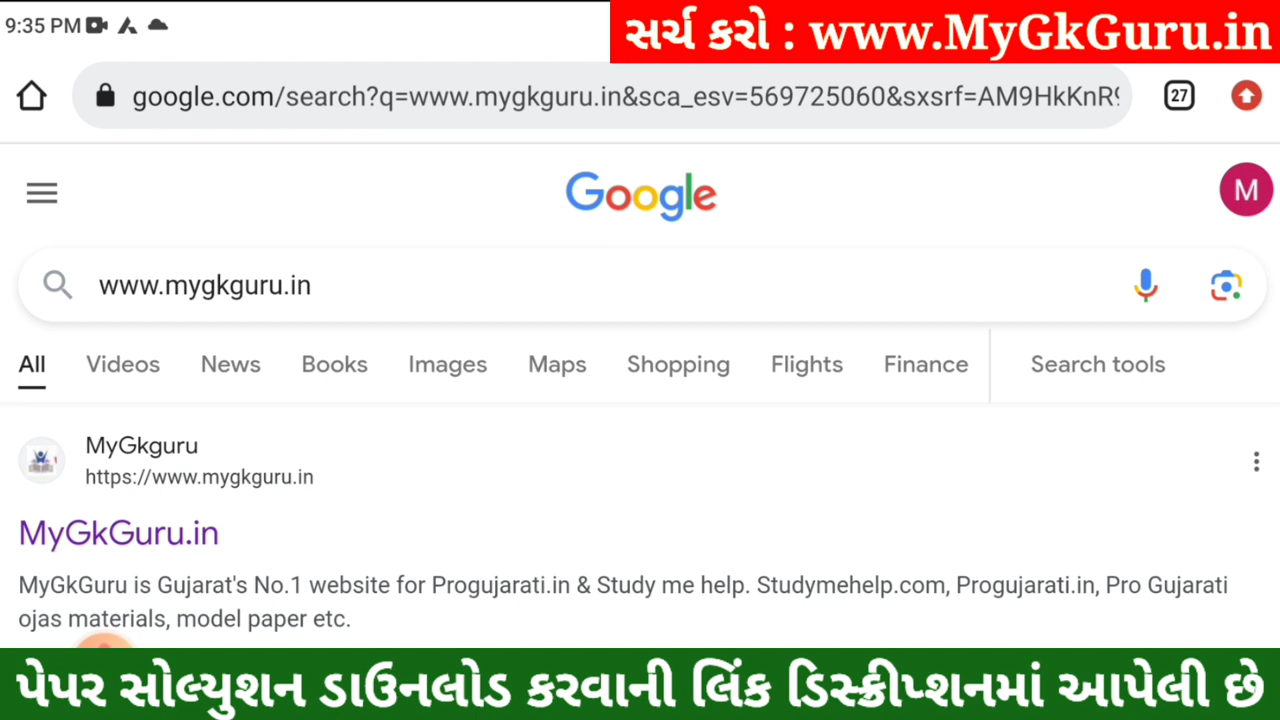 9:35 PM
સર્ચ કરો : www.MyGkGuru.in
google.com/search?q=www.mygkguru.in&sca_esv=569725060&sxsrf=AM9HkKnR9
27
Google
M
www.mygkguru.in
All Videos News Books Images Maps Shopping Flights Finance Search tools
MyGkguru
https://www.mygkguru.in
MyGkGuru.in
MyGkGuru is Gujarat's No.1 website for Progujarati.in & Study me help. Studymehelp.com, Progujarati.in, Pro Gujarati
ojas materials, model paper etc.
પેપર સોલ્યુશન ડાઉનલોડ કરવાની લિંક ડિસ્ક્રીપ્શનમાં આપેલી છે